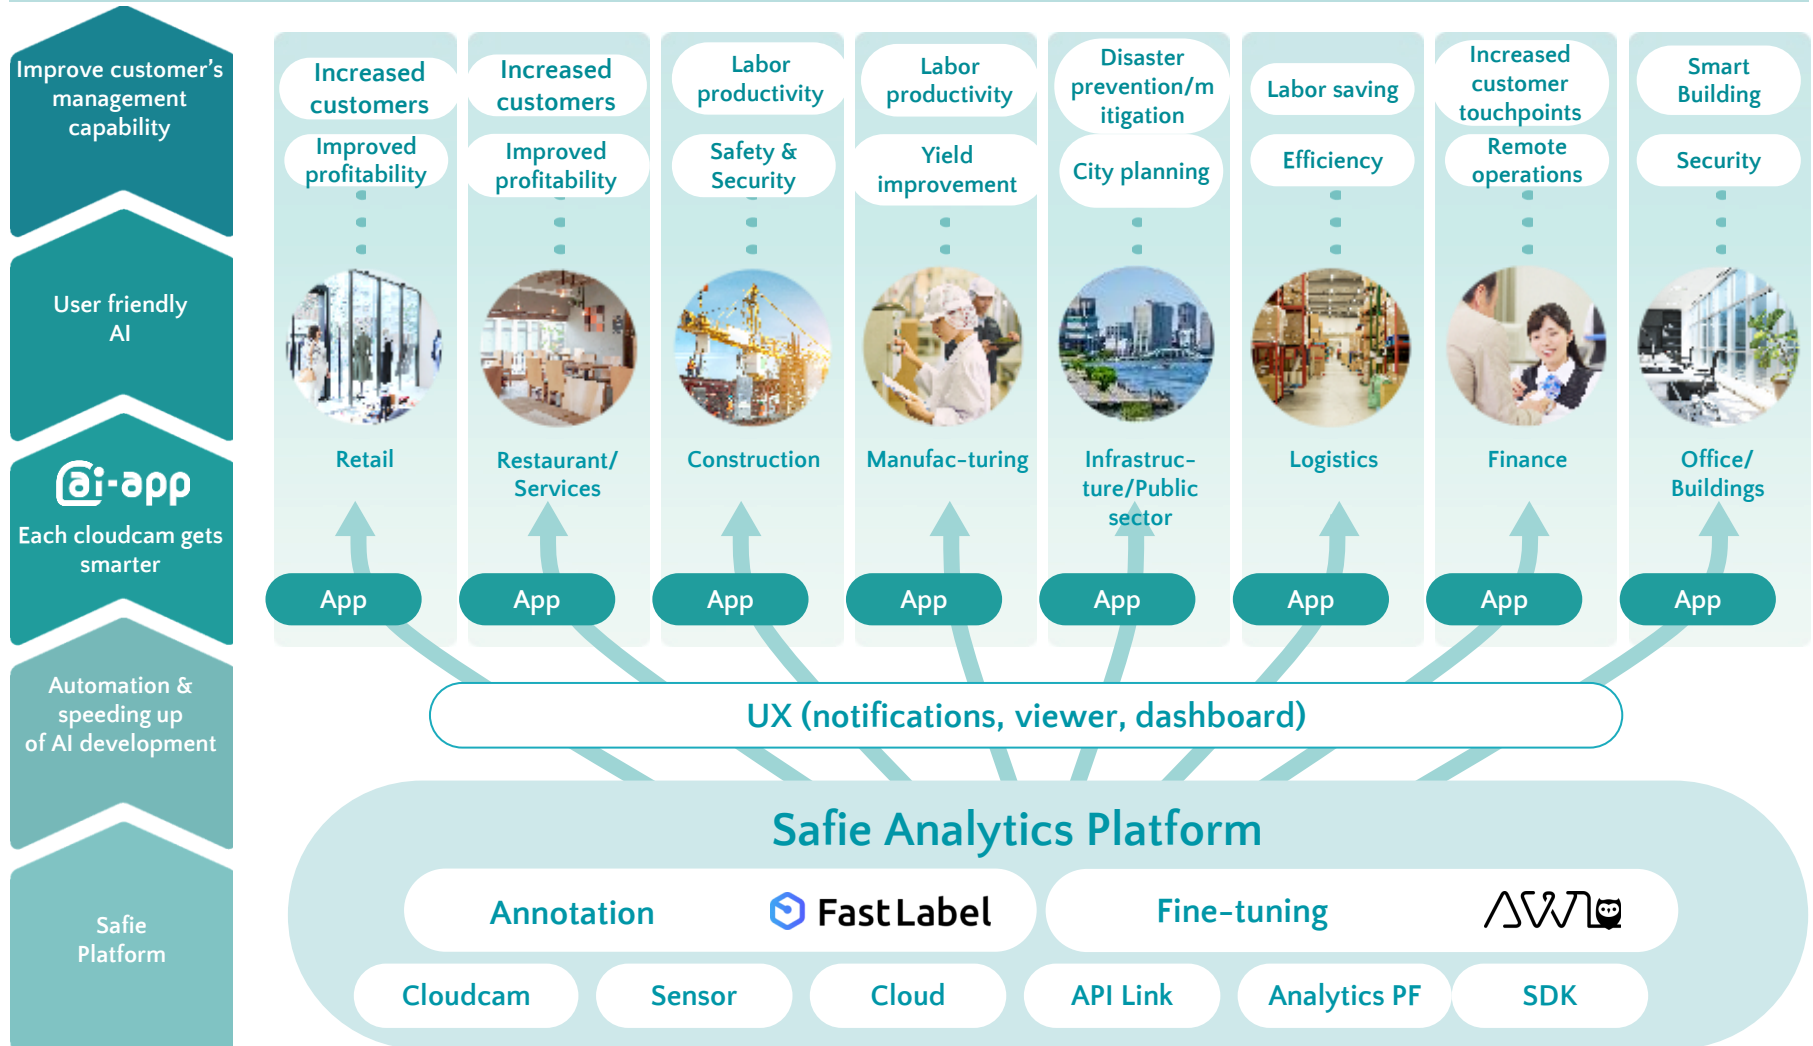 Improve customer's
management
capability
User friendly
AI
ai-app
Each cloudcam gets
smarter
Automation &
speeding up
of AI development
Safie
Platform
Increased
customers
Improved
profitability
Retail
App
Increased
customers
Improved
profitability
Restaurant/
Services
App
Labor
productivity
Safety &
Security
Construction
App
Labor
productivity
Yield
improvement
Manufac-turing
App
Disaster
prevention/m
itigation
City planning
Infrastruc-
ture/Public
sector
App
Labor saving
Efficiency
Logistics
App
Increased
customer
touchpoints
Remote
operations
Finance
App
Smart
Building
Security
Office/
Buildings
App
UX (notifications, viewer, dashboard)
Safie Analytics Platform
Annotation
FastLabel
Fine-tuning
AWL
Cloudcam
Sensor
Cloud
API Link
Analytics PF
SDK